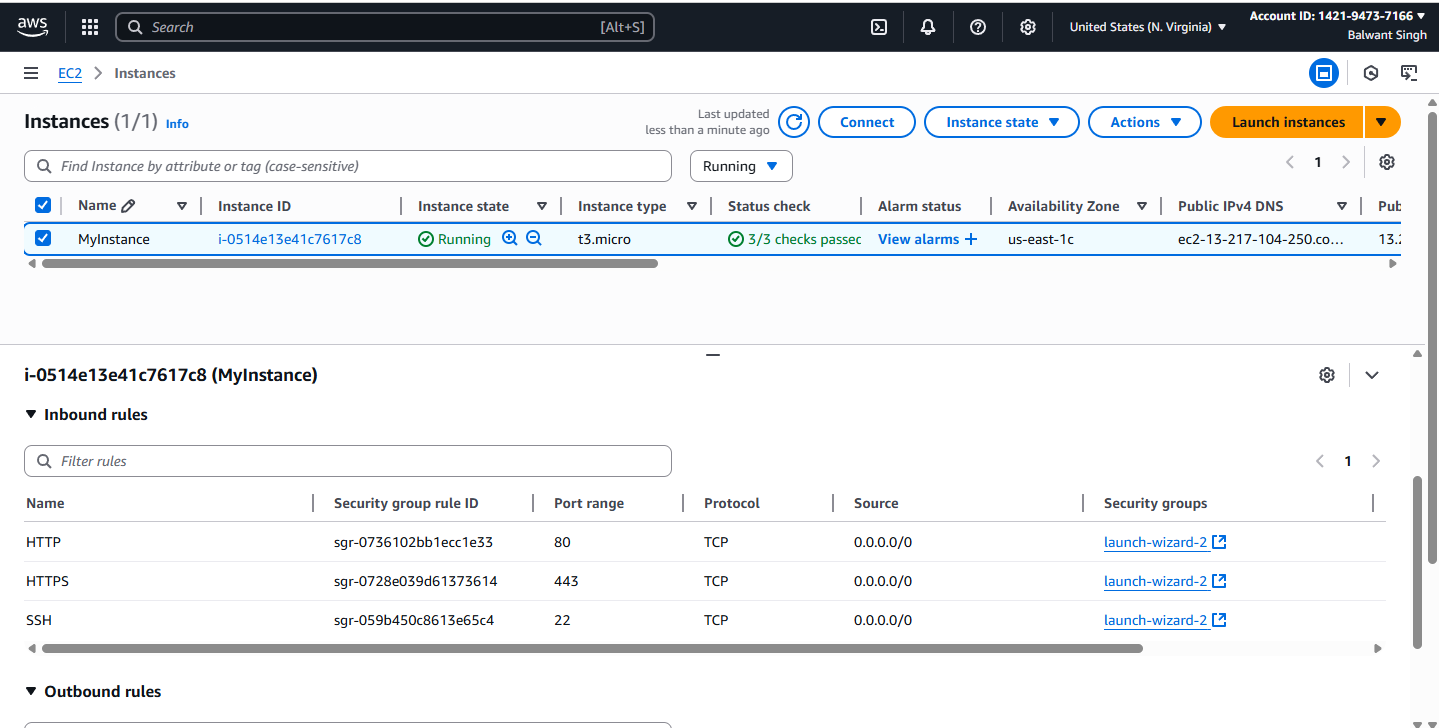 aws Search [Alt+S] United States (N. Virginia) Account ID: 1421-9473-7166
Balwant Singh
EC2 Instances
Instances (1/1) Info
Last updated
less than a minute ago
Connect Instance state Actions Launch instances
Find Instance by attribute or tag (case-sensitive) Running 1
Name Instance ID Instance state Instance type Status check Alarm status Availability Zone Public IPv4 DNS Pub
MyInstance i-0514e13e41c7617c8 Running t3.micro 3/3 checks passed View alarms + us-east-1c ec2-13-217-104-250.co... 13.2
i-0514e13e41c7617c8 (MyInstance)
Inbound rules
Filter rules 1
Name Security group rule ID Port range Protocol Source Security groups
HTTP sgr-0736102bb1ecc1e33 80 TCP 0.0.0.0/0 launch-wizard-2
HTTPS sgr-0728e039d61373614 443 TCP 0.0.0.0/0 launch-wizard-2
SSH sgr-059b450c8613e65c4 22 TCP 0.0.0.0/0 launch-wizard-2
Outbound rules